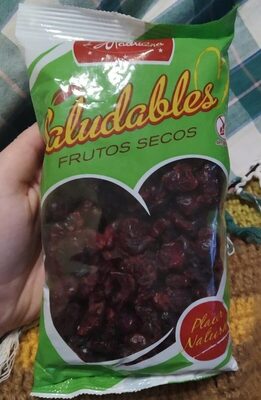 Saludables
FRUTOS SECOS
Placer
Natural